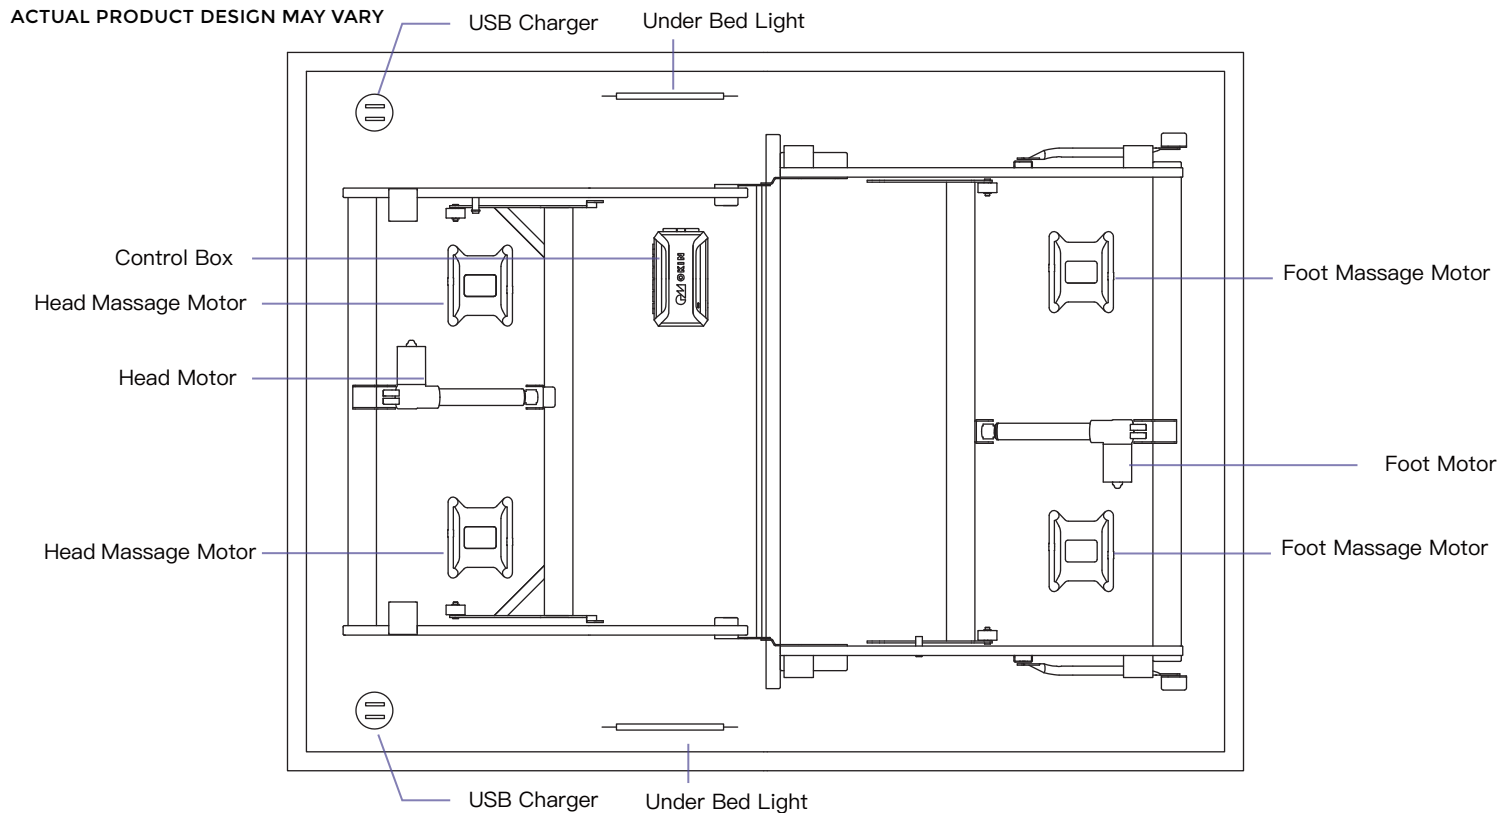 ACTUAL PRODUCT DESIGN MAY VARY
USB Charger
Under Bed Light
Control Box
OKIN
Foot Massage Motor
Head Massage Motor
Head Motor
Foot Motor
Head Massage Motor
Foot Massage Motor
USB Charger
Under Bed Light